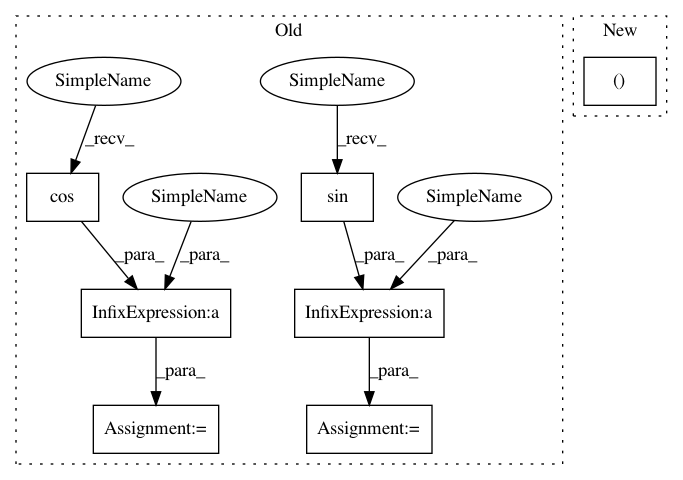 Old
New
SimpleName
SimpleName
()
_recv_
_recv_
cos
SimpleName
sin
SimpleName
_para_
_para_
_para_
_para_
InfixExpression:a
InfixExpression:a
_para_
_para_
Assignment:=
Assignment:=